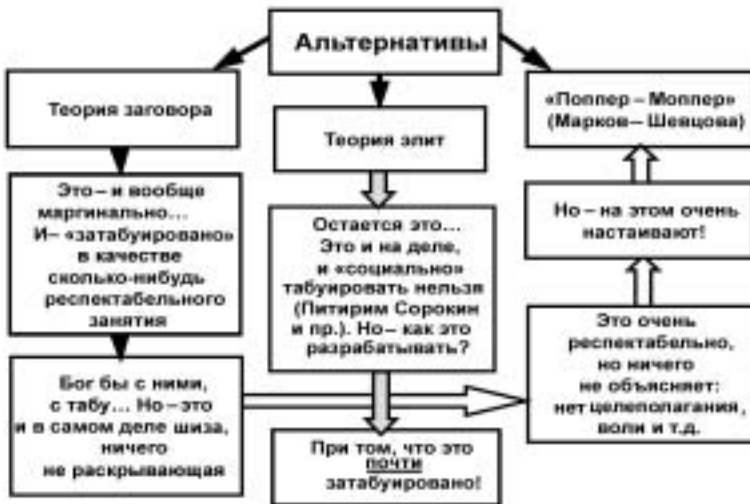 Альтернативы
Теория заговора
Это – и вообще
маргинально...
И – «затабуировано»
в качестве
сколько-нибудь
респектабельного
занятия
Бог бы с ними,
с табу... Но – это
и в самом деле шиза,
ничего
не раскрывающая
Теория элит
Остается это...
Это и на деле,
и «социально»
табуировать нельзя
(Питирим Сорокин
и пр.). Но – как это
разрабатывать?
При том, что это
почти
затабуировано!
«Поппер – Моппер»
(Марков – Шевцова)
Но – на этом очень
настаивают!
Это очень
респектабельно,
но ничего
не объясняет:
нет целеполагания,
воли и т.д.